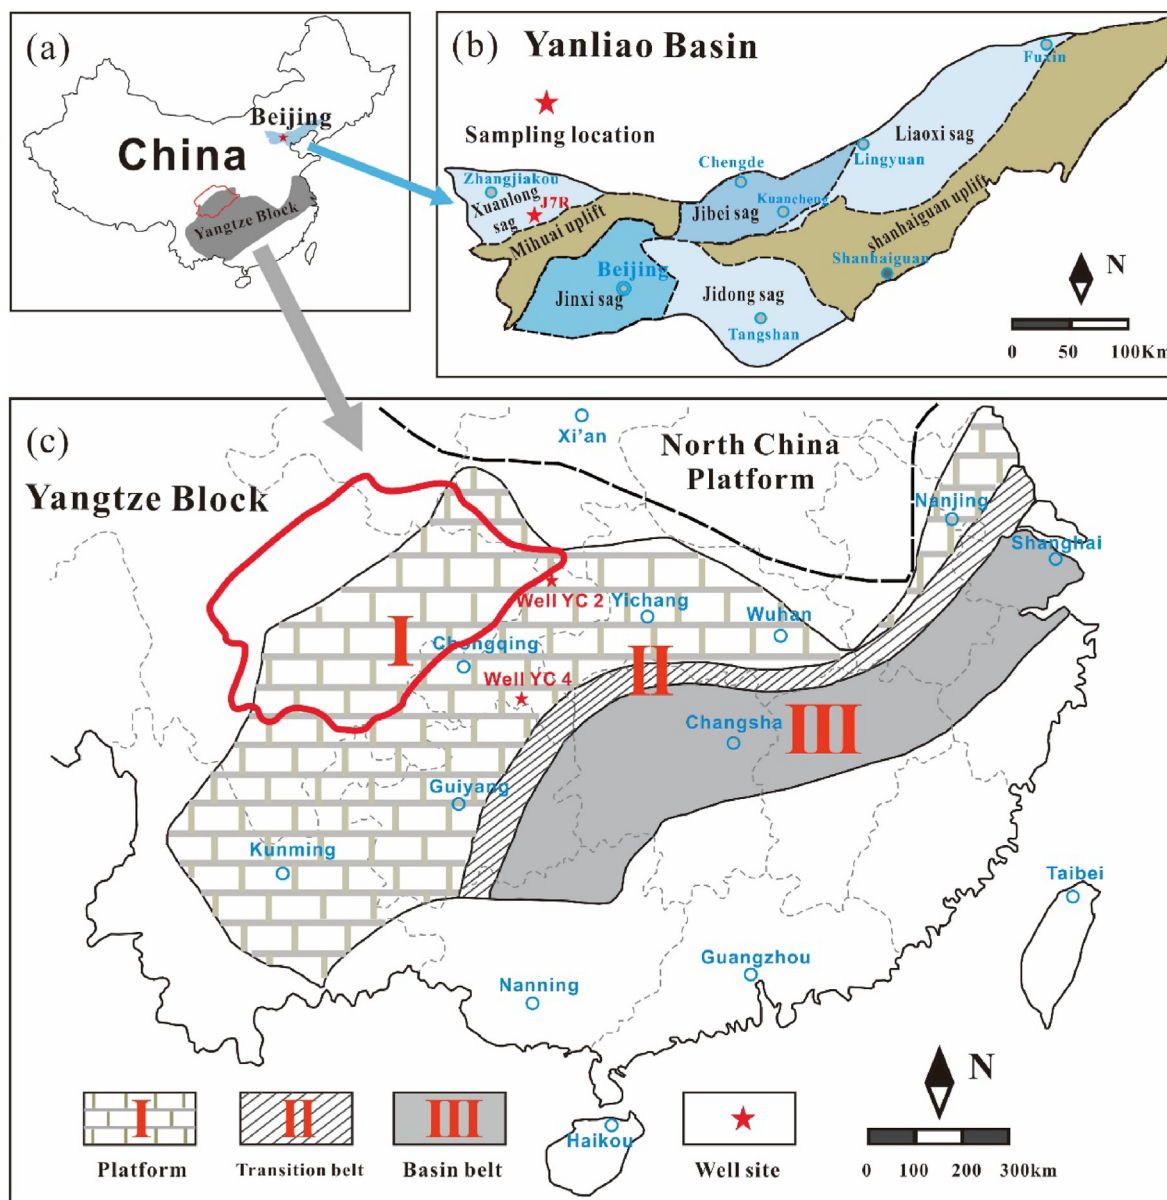 (a)
Beijing
China
Yangtze Block
(b) Yanliao Basin
Sampling location
Fuxin
Liaoxi sag
Lingyuan
Chengde
Kuancheng
Jibei sag
Zhangjiakou
Xuanlong
sag
J7R
Mihuai uplift
shanhaiguan uplift
Shanhaiguan
Beijing
Jinxi sag
Jidong sag
Tangshan
N
0 50 100Km
(c)
Yangtze Block
Xi'an
North China
Platform
Nanjing
Shanghai
Well YC 2
Yichang
Wuhan
I
Chongqing
II
Well YC 4
Changsha
III
Guiyang
Kunming
Taibei
Guangzhou
Nanning
Haikou
N
0 100 200 300km
I
II
III
Platform
Transition belt
Basin belt
Well site